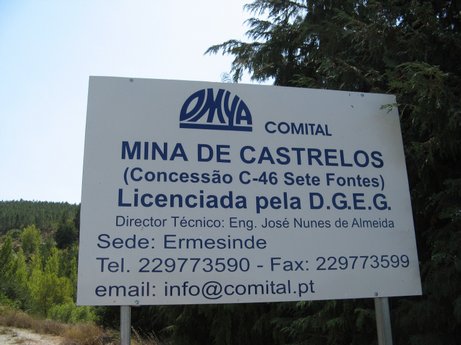 OMYA COMITAL
MINA DE CASTRELOS
(Concessão C-46 Sete Fontes)
Licenciada pela D.G.E.G.
Director Técnico: Eng. José Nunes de Almeida
Sede: Ermesinde
Tel. 229773590 - Fax: 229773599
email: info@comital.pt